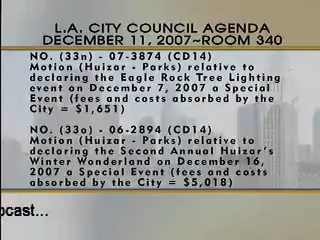 L.A. CITY COUNCIL AGENDA
DECEMBER 11, 2007~ROOM 340
NO. (33n) - 07-3874 (CD14)
Motion (Huizar - Parks) relative to
declaring the Eagle Rock Tree Lighting
event on December 7, 2007 a Special
Event (fees and costs absorbed by the
City = $1,651)
NO. (33o) - 06-2894 (CD14)
Motion (Huizar - Parks) relative to
declaring the Second Annual Huizar's
Winter Wonderland on December 16,
2007 a Special Event (fees and costs
absorbed by the City = $5,018)